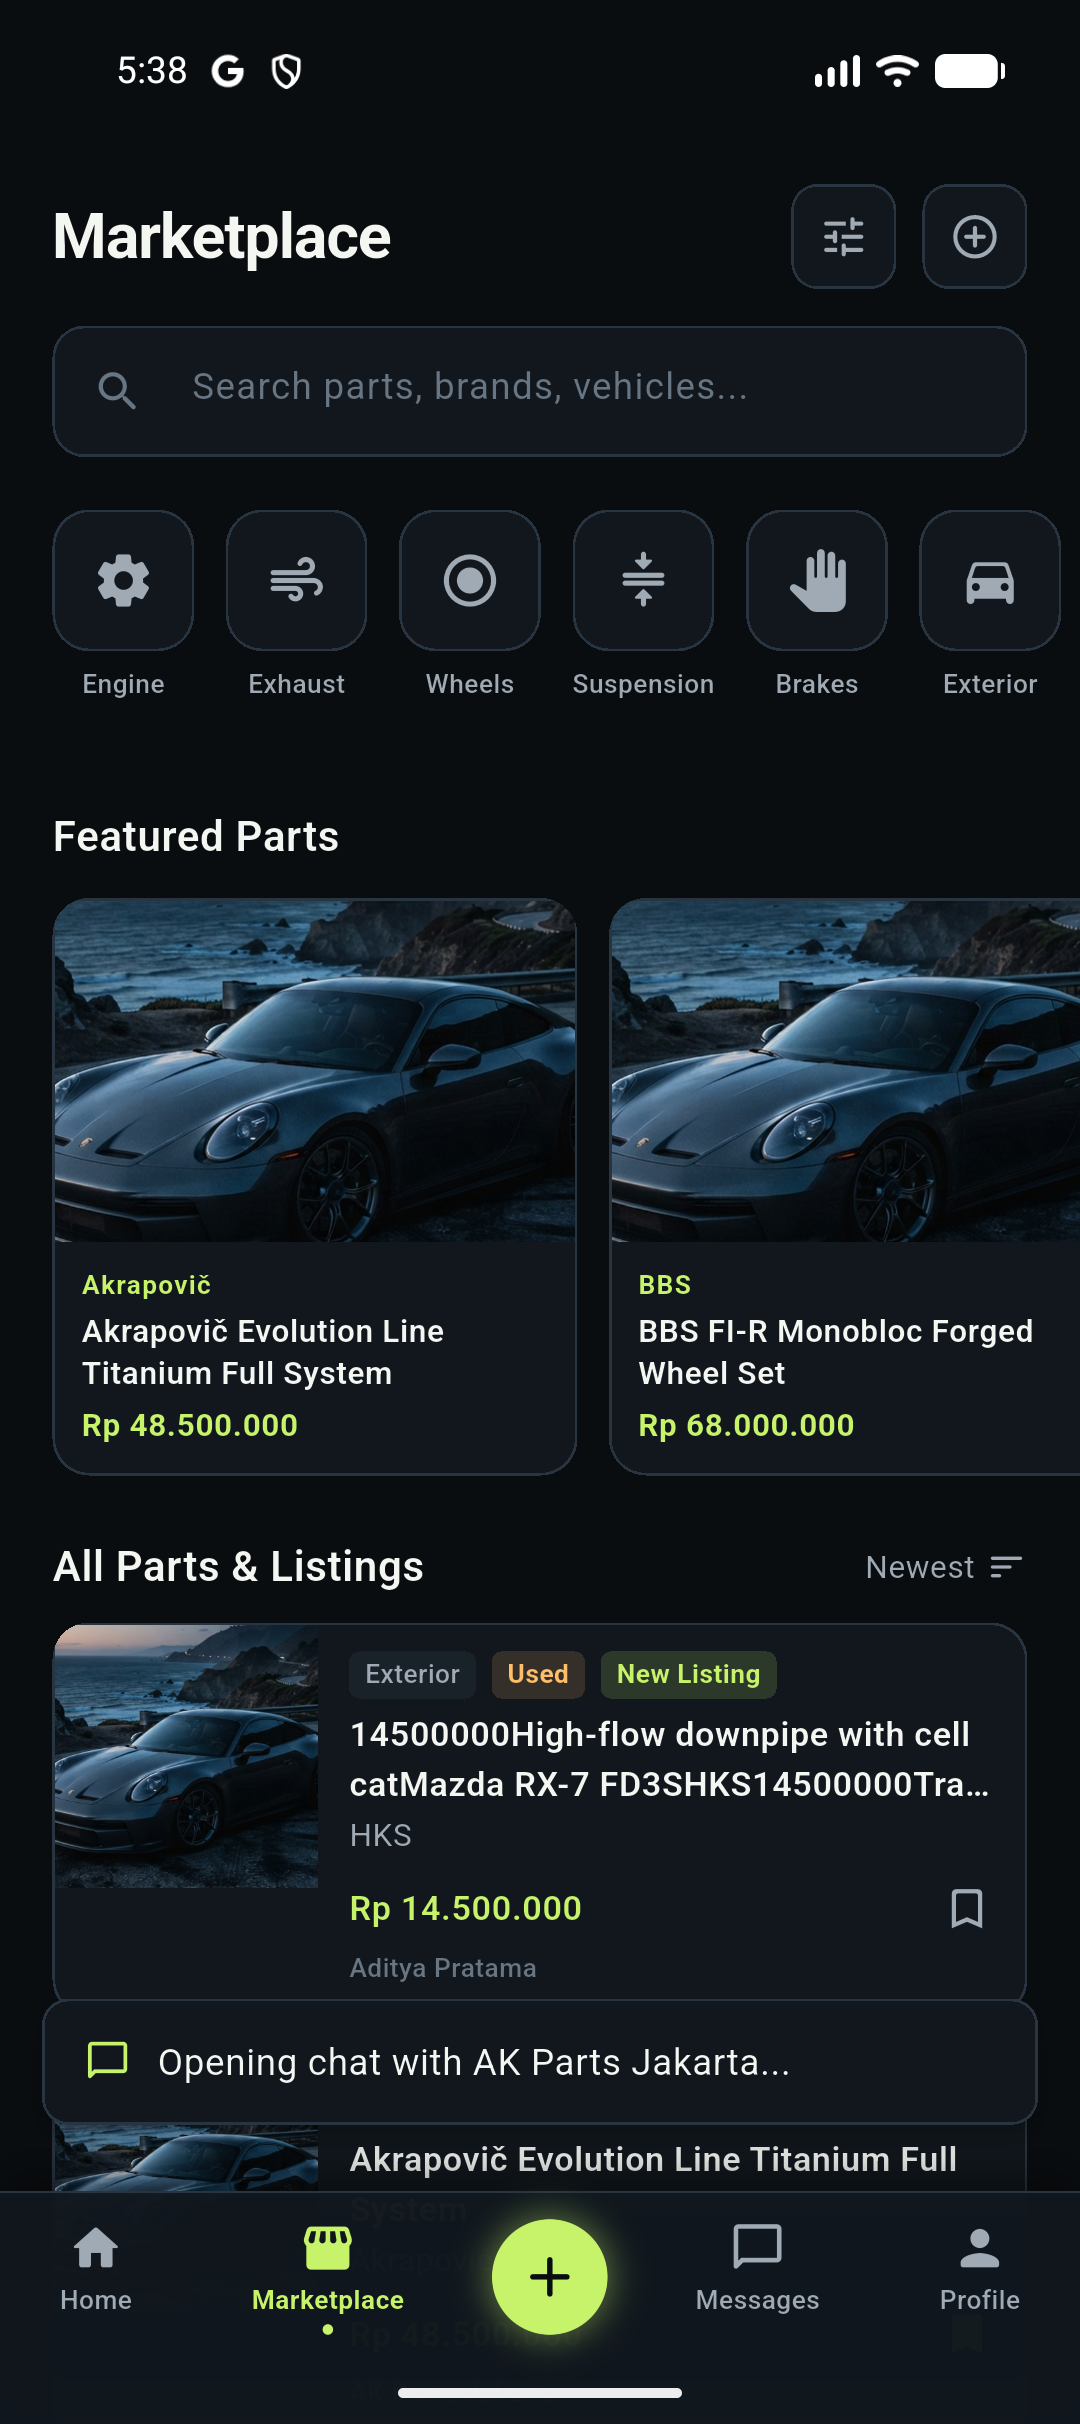 5:38
Marketplace
Search parts, brands, vehicles...
Engine
Exhaust
Wheels
Suspension
Brakes
Exterior
Featured Parts
Akrapovič
Akrapovič Evolution Line
Titanium Full System
Rp 48.500.000
BBS
BBS FI-R Monobloc Forged
Wheel Set
Rp 68.000.000
All Parts & Listings
Newest
Exterior
Used
New Listing
14500000High-flow downpipe with cell
catMazda RX-7 FD3SHKS14500000Tra...
HKS
Rp 14.500.000
Aditya Pratama
Opening chat with AK Parts Jakarta...
Akrapovič Evolution Line Titanium Full
System
Home
Marketplace
Messages
Profile